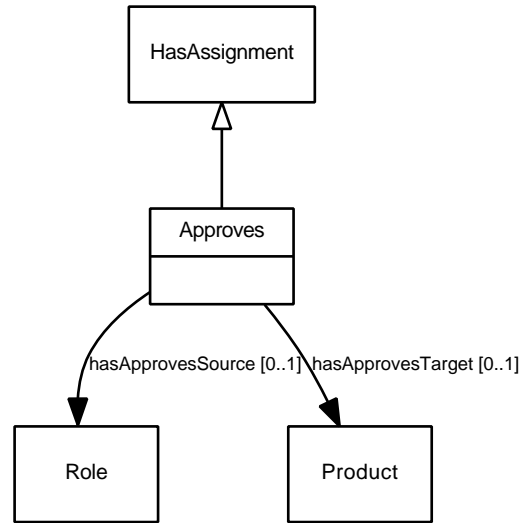 HasAssignment
Approves
hasApprovesSource [0..1]
hasApprovesTarget [0..1]
Role
Product